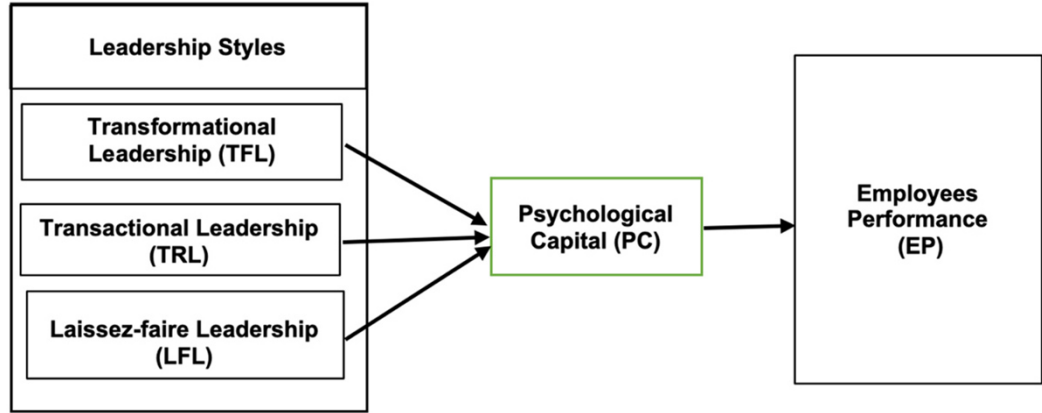 Leadership Styles
Transformational
Leadership (TFL)
Transactional Leadership
(TRL)
Laissez-faire Leadership
(LFL)
Psychological
Capital (PC)
Employees
Performance
(EP)